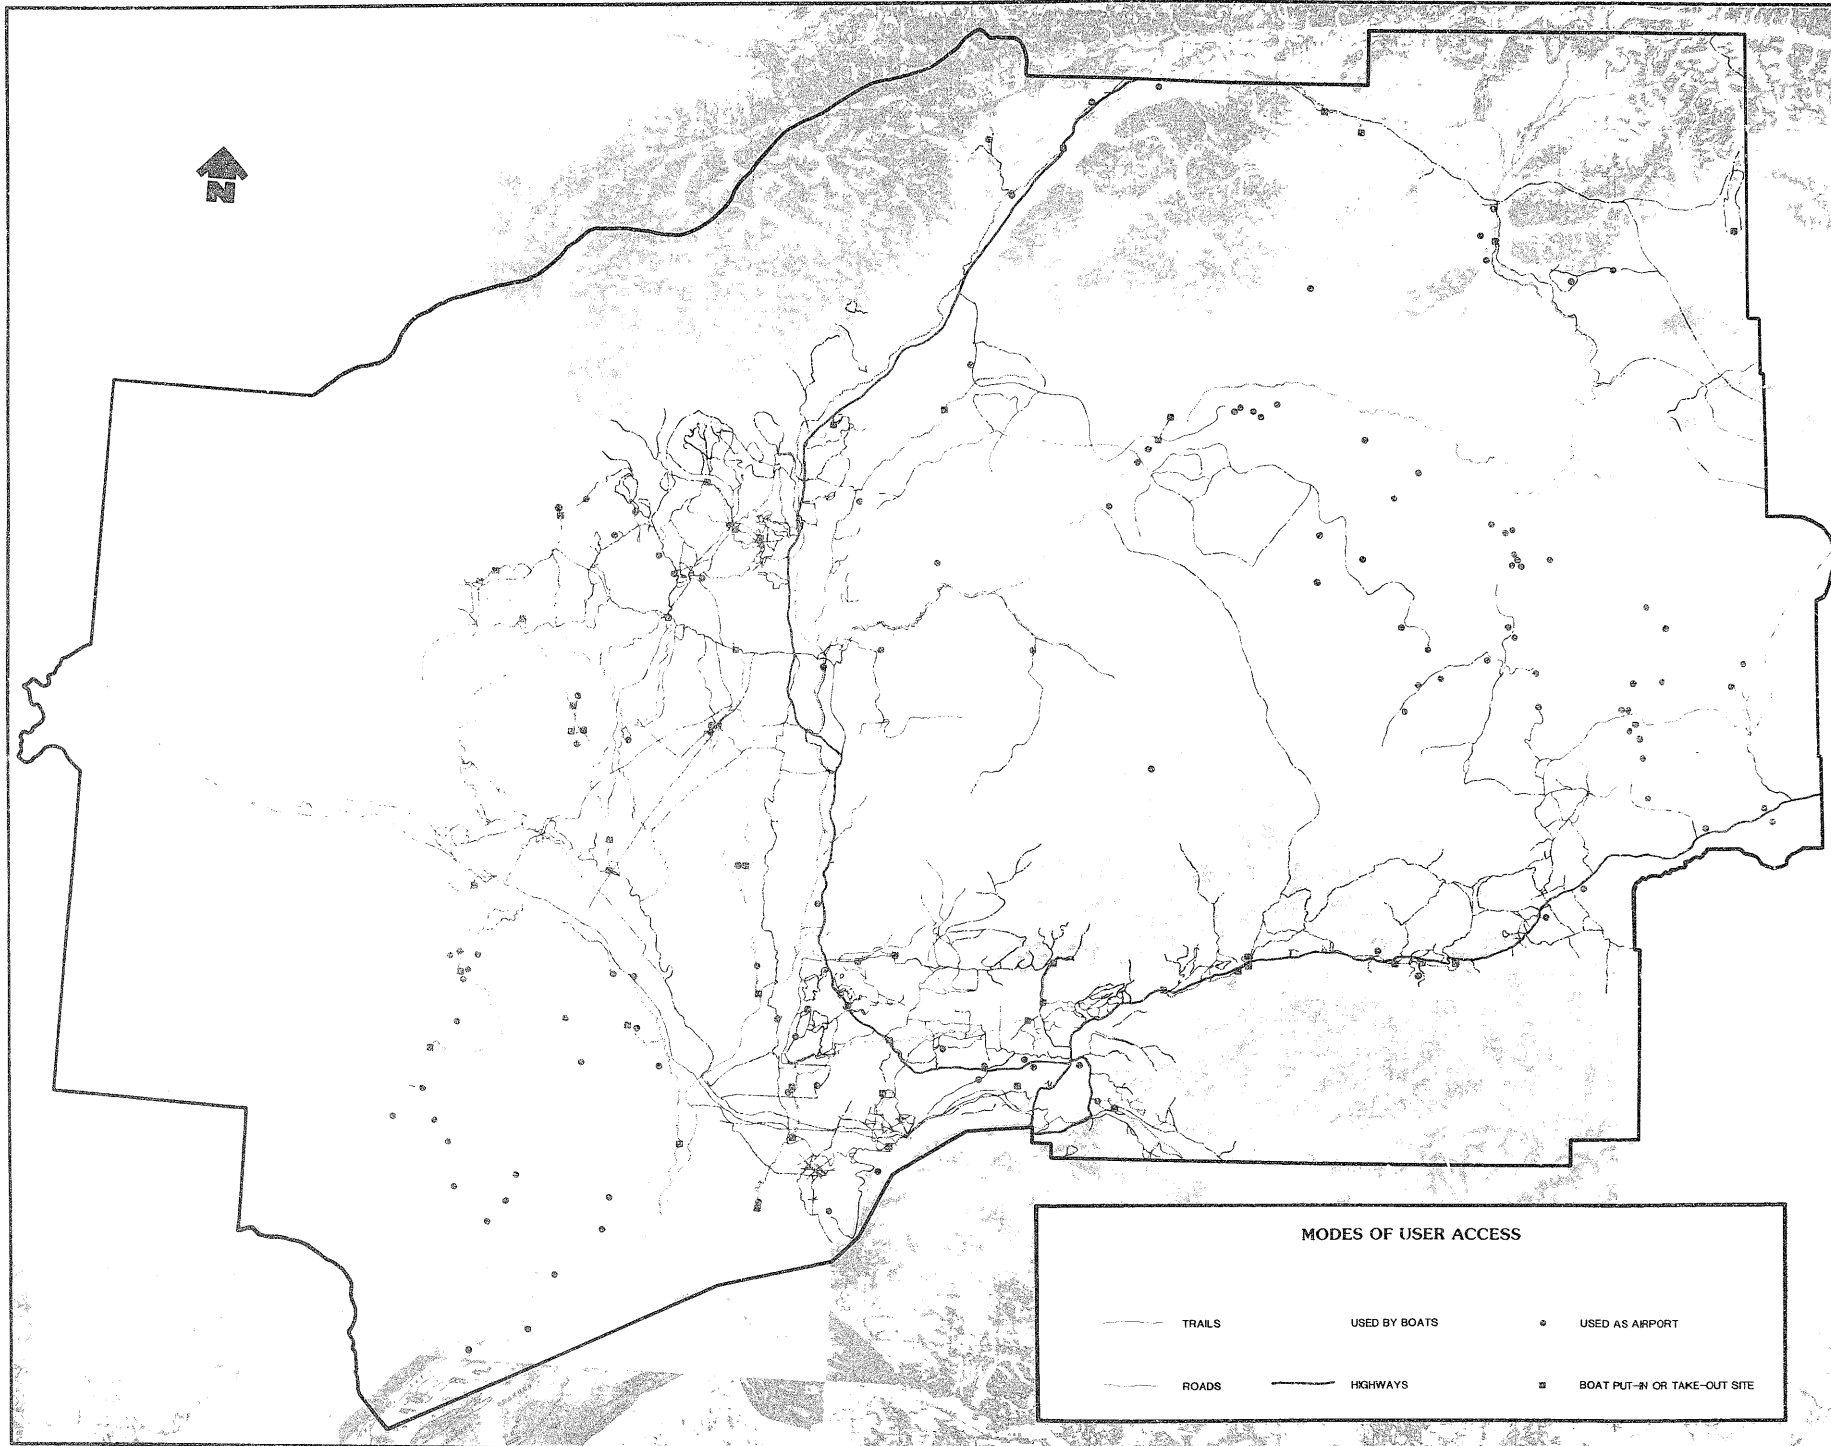 N
MODES OF USER ACCESS
TRAILS
USED BY BOATS
USED AS AIRPORT
ROADS
HIGHWAYS
BOAT PUT-IN OR TAKE-OUT SITE